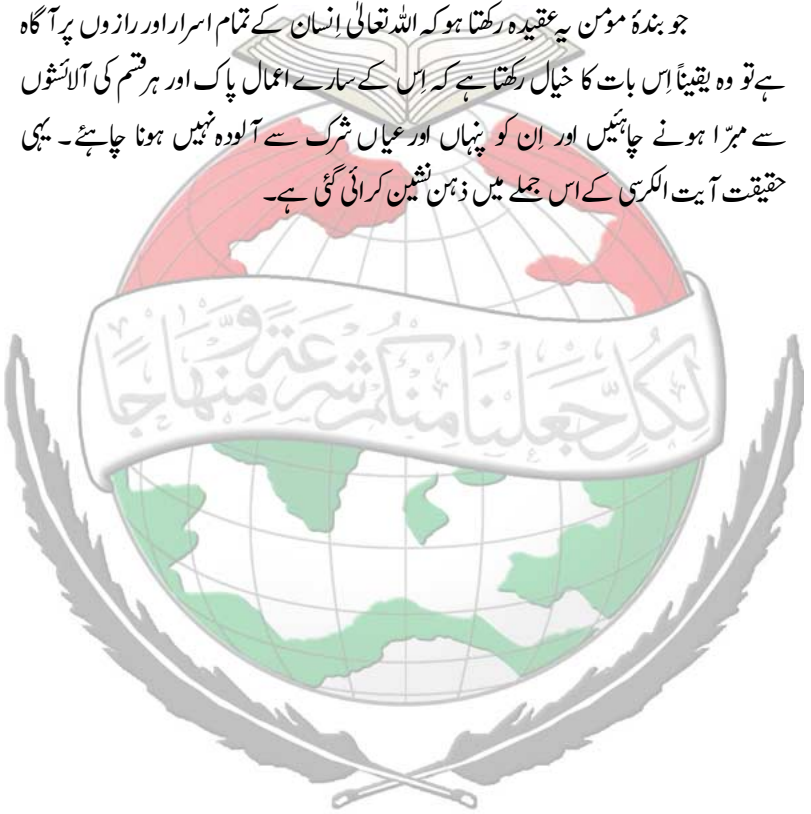 جو بندۂ مومن یہ عقیدہ رکھتا ہو کہ اللہ تعالیٰ اِنسان کے تمام اسرار اور رازوں پر آگاہ
ہے تو وہ یقیناً اِس بات کا خیال رکھتا ہے کہ اِس کے سارے اعمال پاک اور ہر قسم کی آلائشوں
سے مبرّا ہونے چاہئیں اور اِن کو پنہاں اور عیاں شرک سے آلودہ نہیں ہونا چاہئے۔ یہی
حقیقت آیت الکرسی کے اس جملے میں ذہن نشین کرائی گئی ہے۔
لِكُلٍّ جَعَلْنَا مِنكُمْ شِرْعَةً وَمِنْهَاجًا